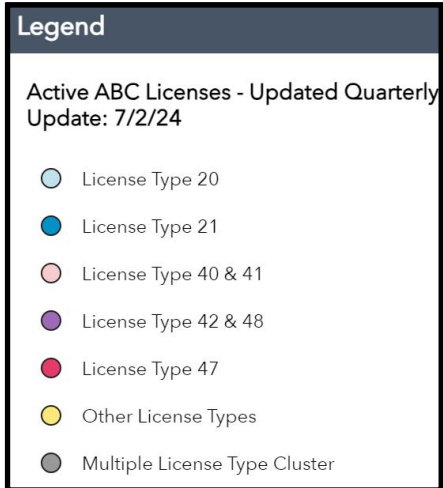 Legend
Active ABC Licenses - Updated Quarterly
Update: 7/2/24
License Type 20
License Type 21
License Type 40 & 41
License Type 42 & 48
License Type 47
Other License Types
Multiple License Type Cluster